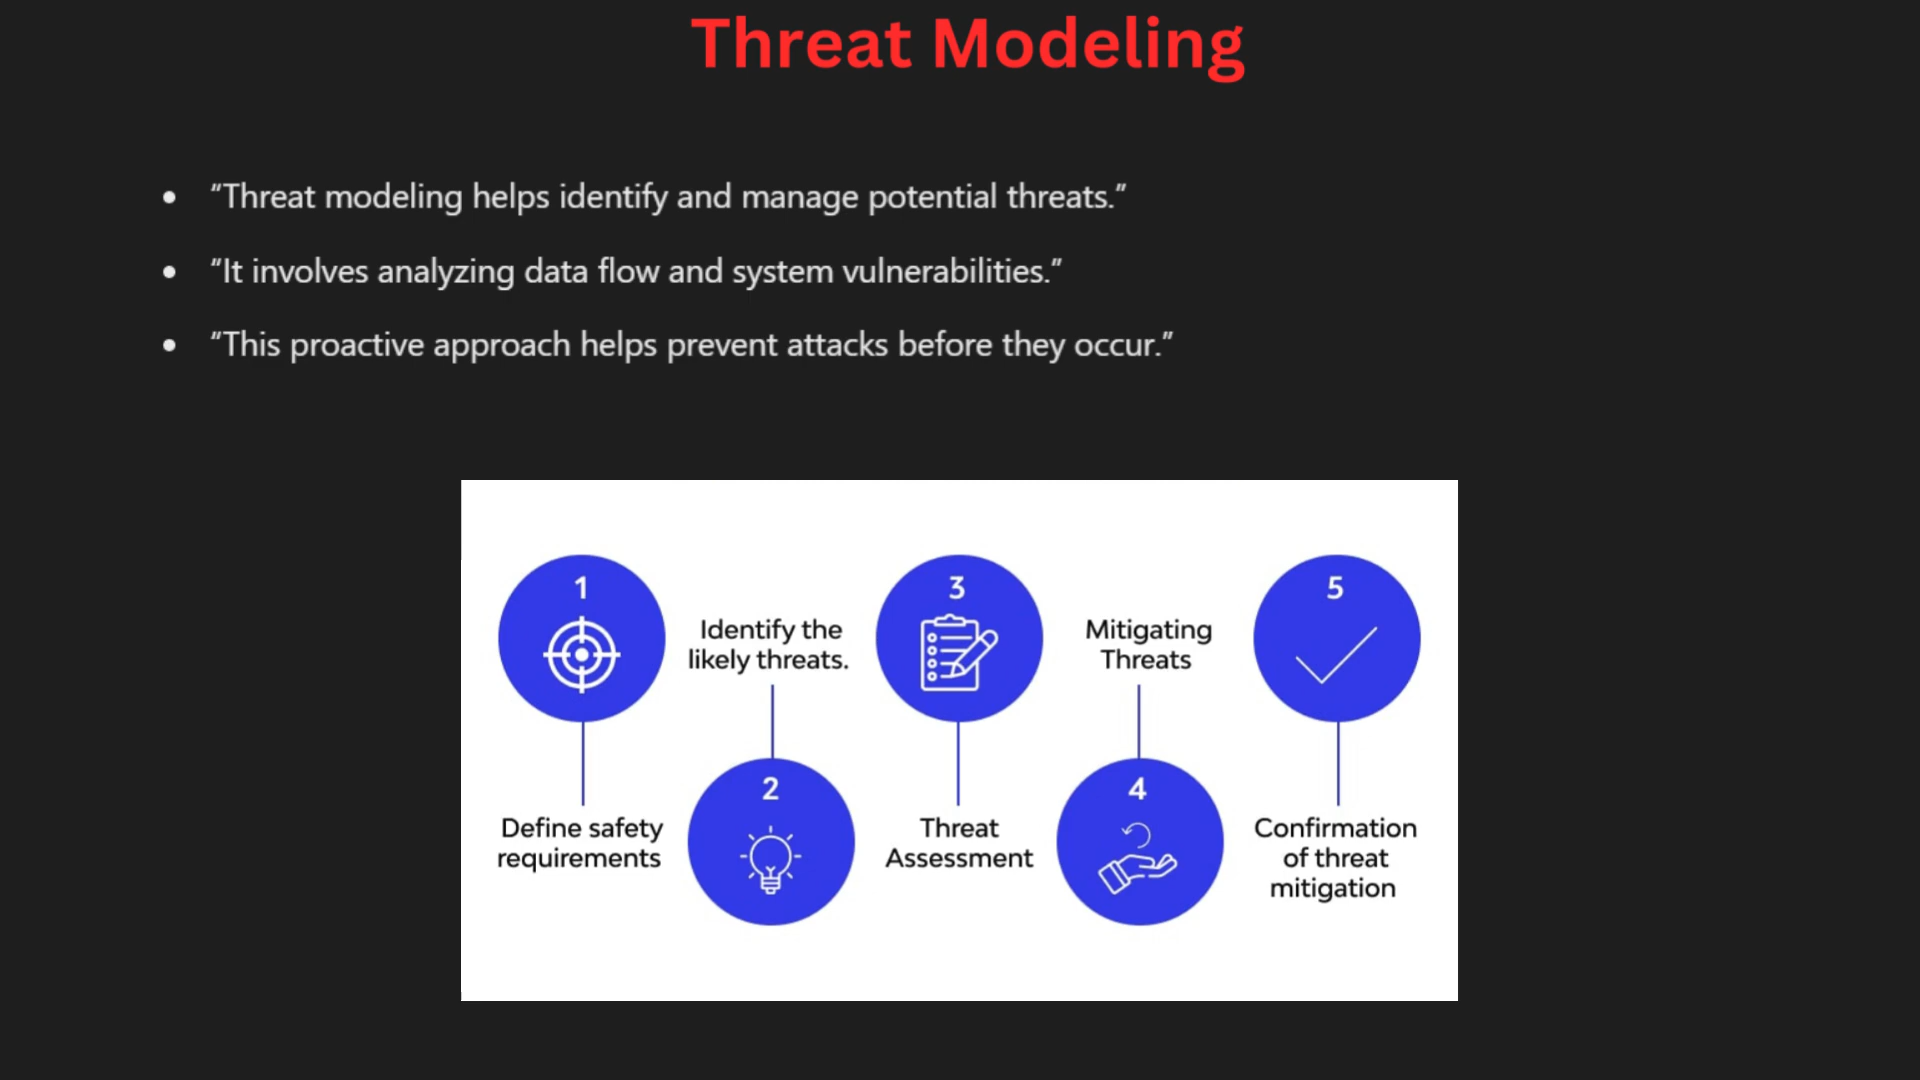 Threat Modeling
• “Threat modeling helps identify and manage potential threats.”
• “It involves analyzing data flow and system vulnerabilities.”
• “This proactive approach helps prevent attacks before they occur.”
1
Define safety
requirements
Identify the
likely threats.
2
3
Threat
Assessment
Mitigating
Threats
4
5
Confirmation
of threat
mitigation